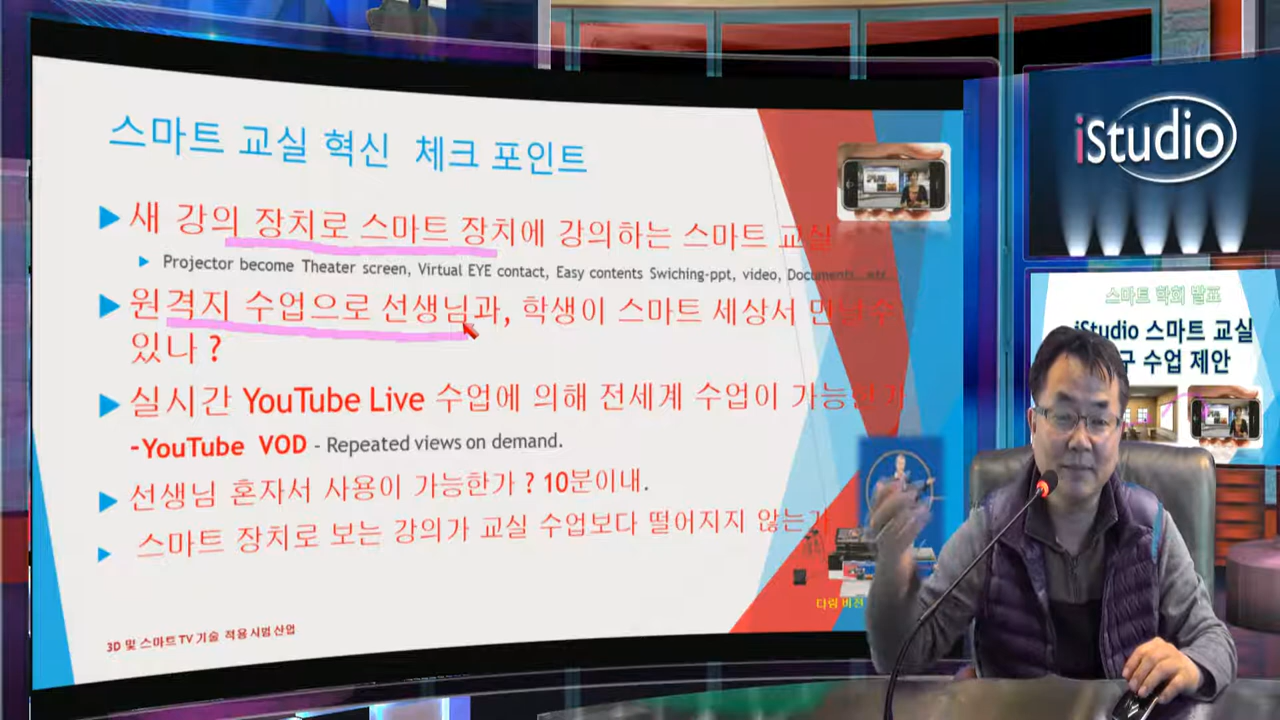 스마트 교실 혁신 체크 포인트
새 강의 장치로 스마트 장치에 강의하는 스마트 교실
Projector become Theater screen, Virtual EYE contact, Easy contents Swiching-ppt, video, Documents, etc
원격지 수업으로 선생님과, 학생이 스마트 세상서 만날수
있나 ?
실시간 YouTube Live 수업에 의해 전세계 수업이 가능한가
-YouTube VOD - Repeated views on demand.
선생님 혼자서 사용이 가능한가 ? 10분이내.
스마트 장치로 보는 강의가 교실 수업보다 떨어지지 않는가
3D 및 스마트TV 기술 적용 시범 산업
다림 비전
iStudio
스마트 학회 발표
iStudio 스마트 교실
구 수업 제안